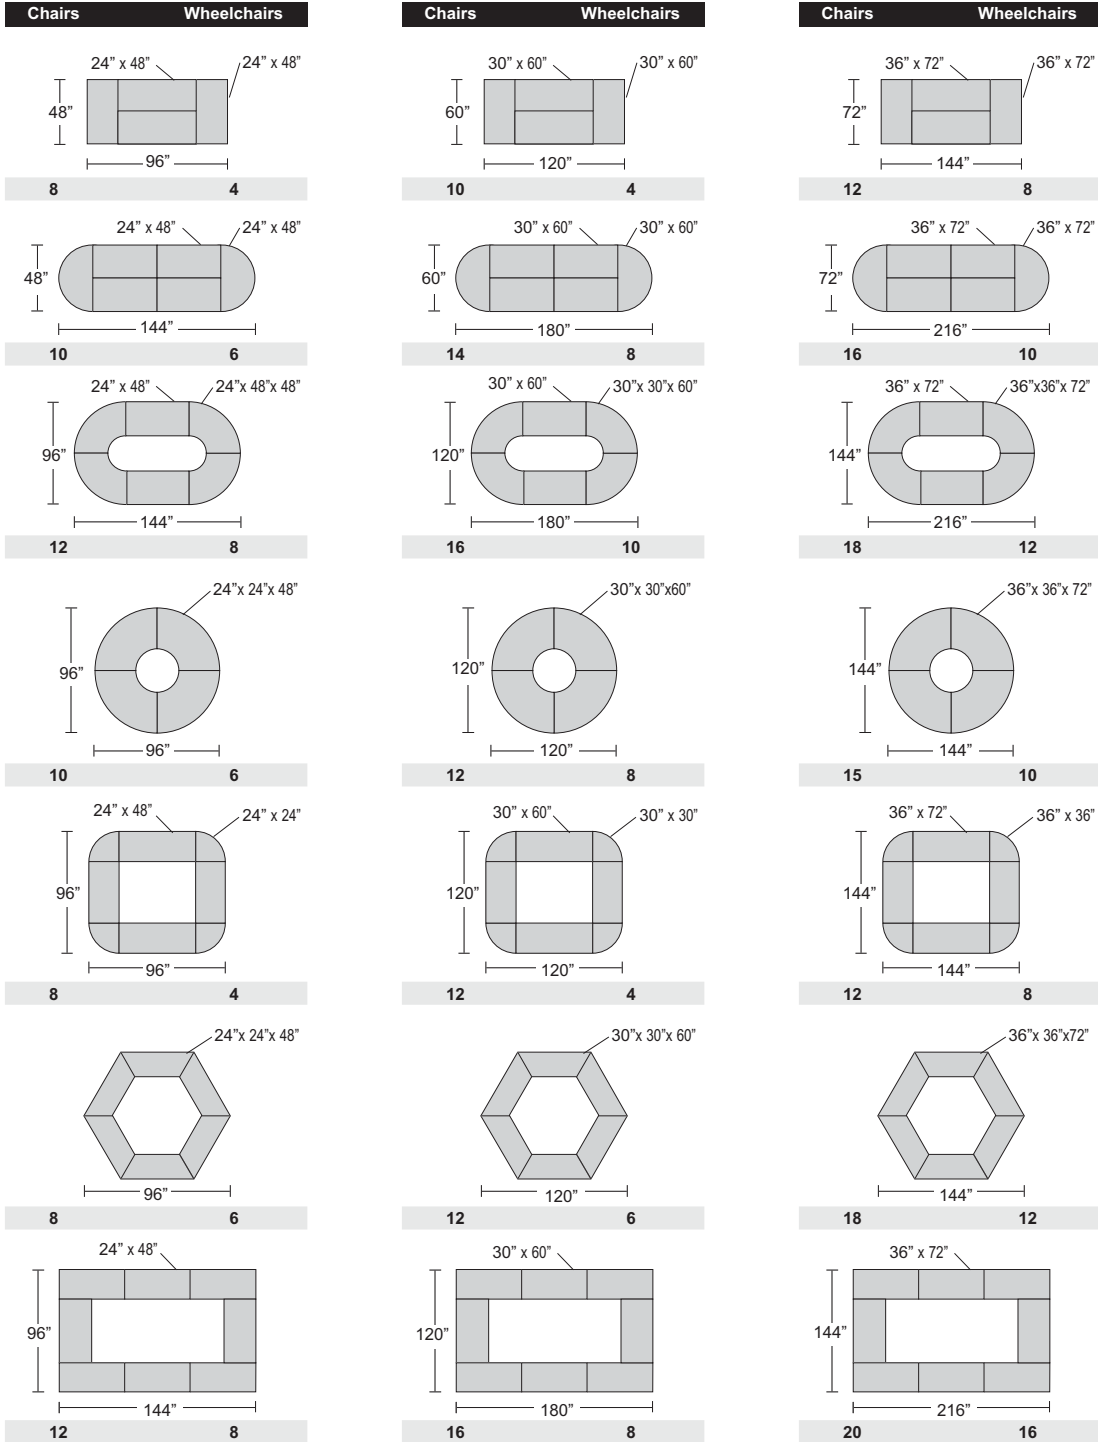 Chairs Wheelchairs Chairs Wheelchairs Chairs Wheelchairs
24” x 48” 24” x 48” 30” x 60” 30” x 60” 36” x 72” 36” x 72”
48” 60” 72”
96” 120” 144”
8 4 10 4 12 8
24” x 48” 24” x 48” 30” x 60” 30” x 60” 36” x 72” 36” x 72”
48” 60” 72”
144” 180” 216”
10 6 14 8 16 10
24” x 48” 24”x 48”x 48” 30” x 60” 30”x 30”x 60” 36” x 72” 36”x36”x 72”
96” 120” 144”
144” 180” 216”
12 8 16 10 18 12
24”x 24”x 48” 30”x 30”x60” 36”x 36”x 72”
96” 120” 144”
96” 120” 144”
10 6 12 8 15 10
24” x 48” 24” x 24” 30” x 60” 30” x 30” 36” x 72” 36” x 36”
96” 120” 144”
96” 120” 144”
8 4 12 4 12 8
24”x 24”x 48” 30”x 30”x 60” 36”x 36”x72”
96” 120” 144”
8 6 12 6 18 12
24” x 48” 30” x 60” 36” x 72”
96” 120” 144”
144” 180” 216”
12 8 16 8 20 16